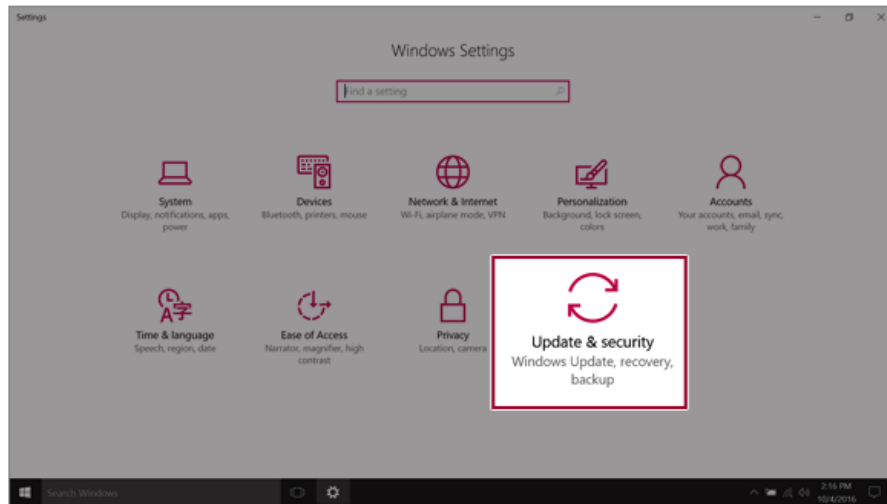 Settings
Windows Settings
Find a setting
System
Display, notifications, apps,
power
Devices
Bluetooth, printers, mouse
Network & Internet
Wi-Fi, airplane mode, VPN
Personalization
Background, lock screen,
colors
Accounts
Your accounts, email, sync,
work, family
Time & language
Speech, region, date
Ease of Access
Narrator, magnifier, high
contrast
Privacy
Location, camera
Update & security
Windows Update, recovery,
backup
A字
Search Windows
2:16 PM
10/4/2016